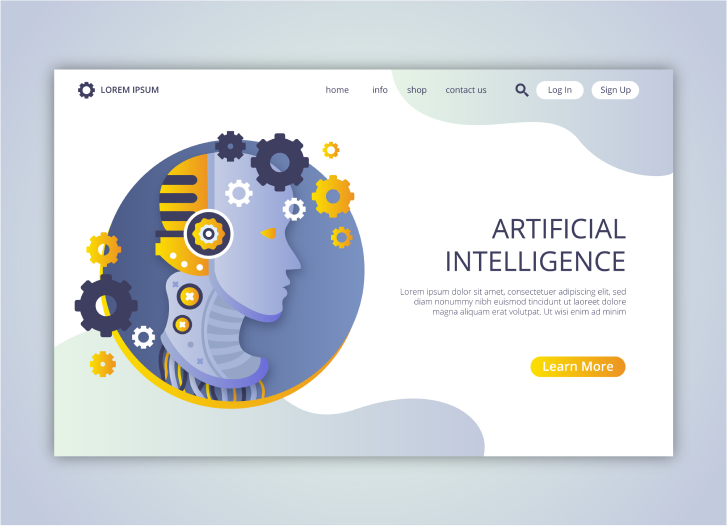 LOREM IPSUM
home info shop contact us
Log In
Sign Up
ARTIFICIAL
INTELLIGENCE
Lorem ipsum dolor sit amet, consectetuer adipiscing elit, sed
diam nonummy nibh euismod tincidunt ut laoreet dolore
magna aliquam erat volutpat. Ut wisi enim ad minim
Learn More